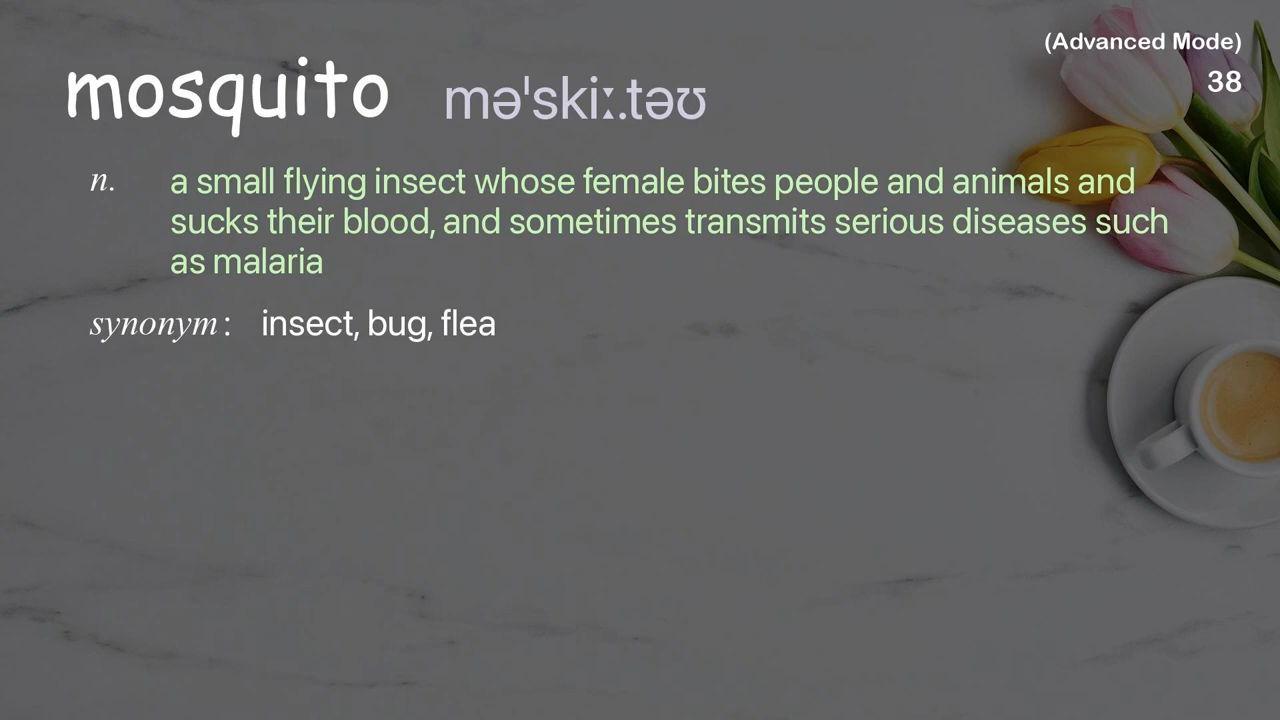 (Advanced Mode)
38
mosquito məˈskiː.təʊ
n. a small flying insect whose female bites people and animals and
sucks their blood, and sometimes transmits serious diseases such
as malaria
synonym: insect, bug, flea